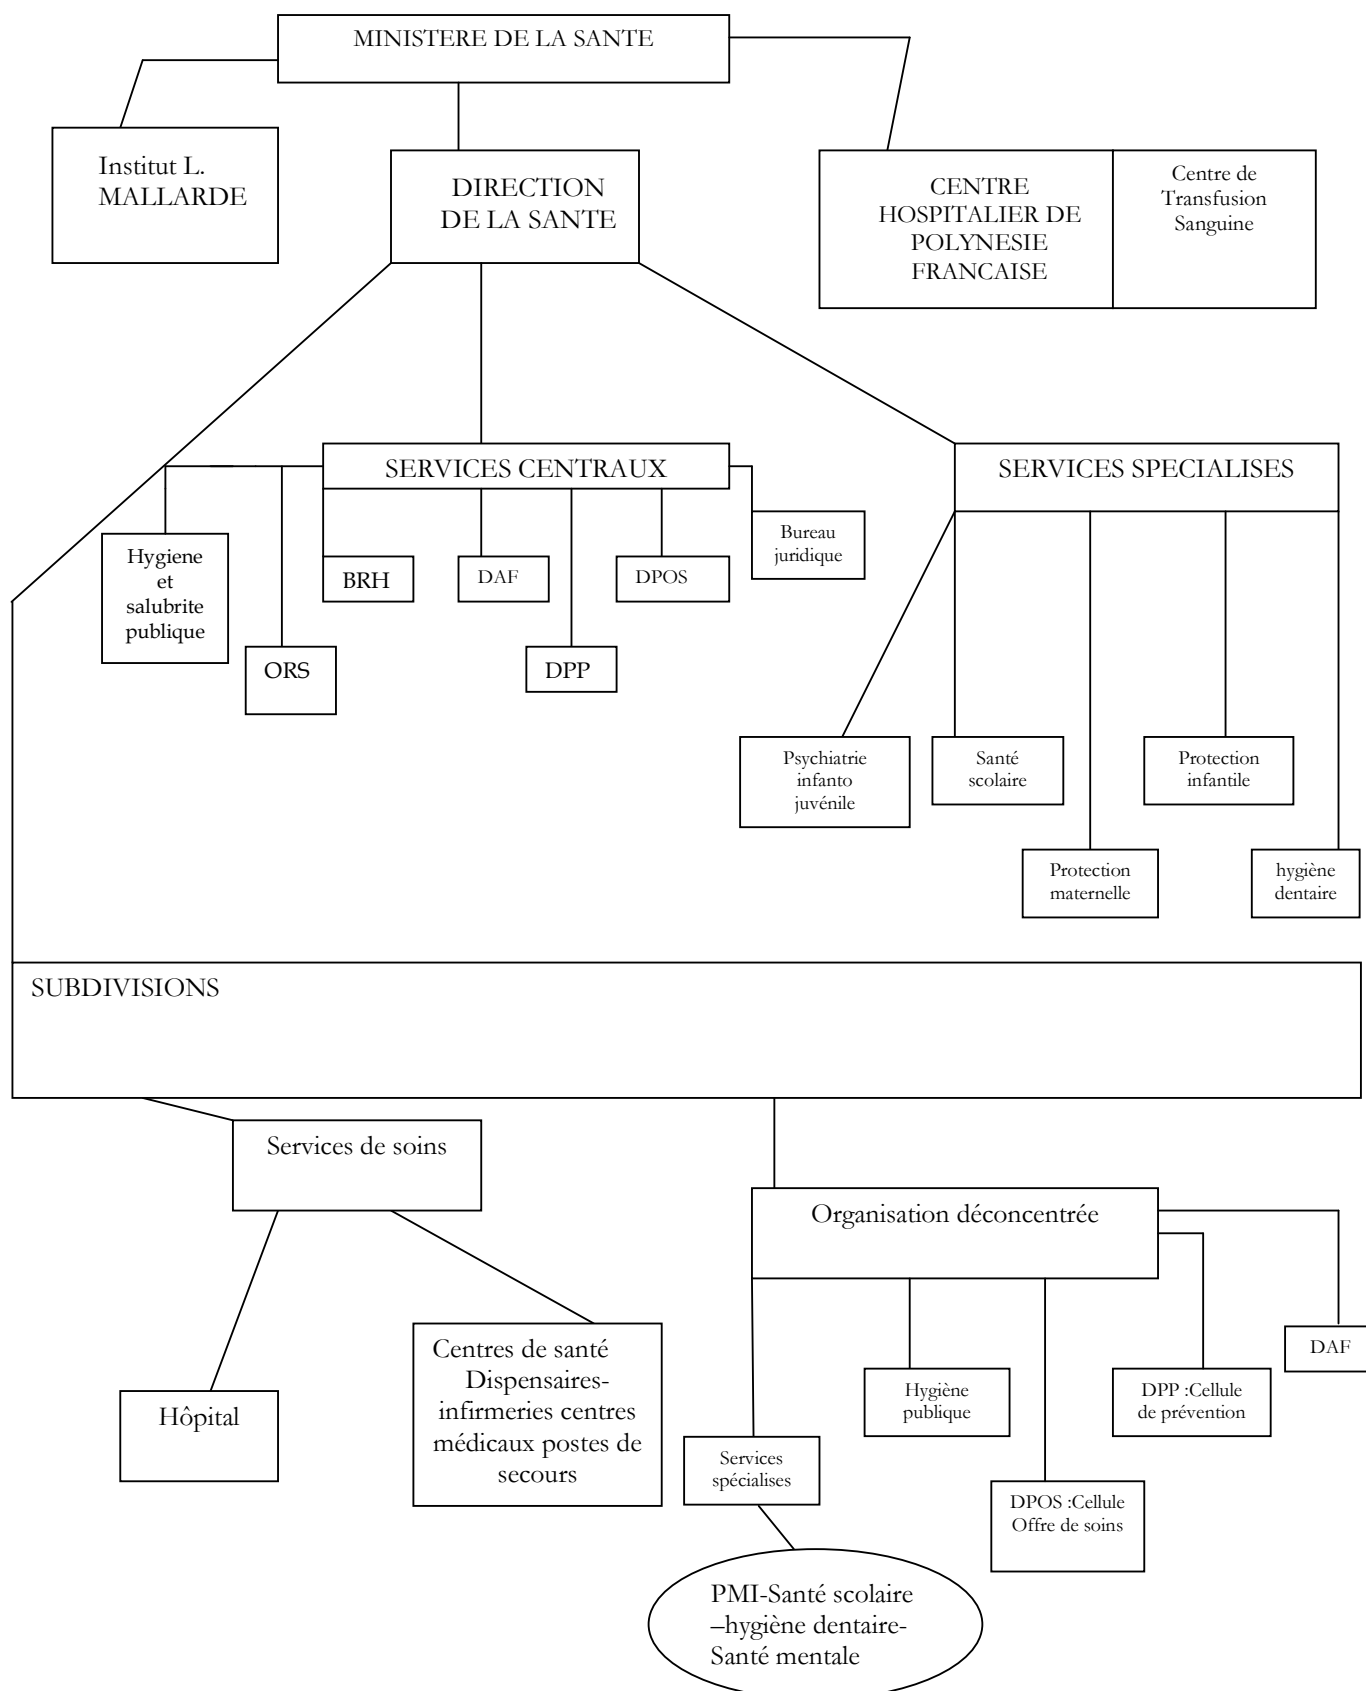 MINISTERE DE LA SANTE
Institut L.
MALLARDE
DIRECTION
DE LA SANTE
CENTRE
HOSPITALIER DE
POLYNESIE
FRANCAISE
Centre de
Transfusion
Sanguine
SERVICES CENTRAUX
SERVICES SPECIALISES
Hygiene
et
salubrite
publique
ORS
BRH
DAF
DPP
DPOS
Bureau
juridique
Psychiatrie
infanto
juvénile
Santé
scolaire
Protection
maternelle
Protection
infantile
hygiène
dentaire
SUBDIVISIONS
Services de soins
Organisation déconcentrée
Hôpital
Centres de santé
Dispensaires-
infirmeries centres
médicaux postes de
secours
Services
spécialises
Hygiène
publique
DPOS :Cellule
Offre de soins
DPP :Cellule
de prévention
DAF
PMI-Santé scolaire
–hygiène dentaire-
Santé mentale